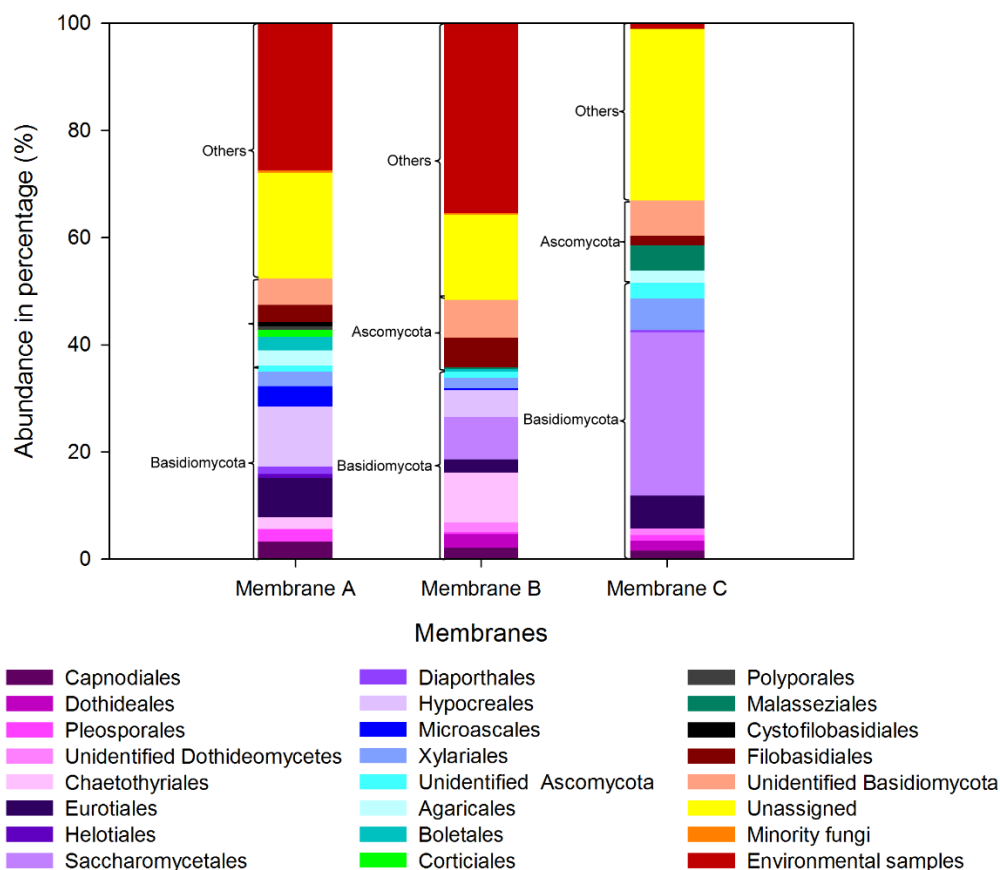 100
80
60
40
20
0
Abundance in percentage (%)
Others
Basidiomycota
Others
Ascomycota
Basidiomycota
Others
Ascomycota
Basidiomycota
Membrane A
Membrane B
Membrane C
Membranes
Capnodiales
Dothideales
Pleosporales
Unidentified Dothideomycetes
Chaetothyriales
Eurotiales
Helotiales
Saccharomycetales
Diaporthales
Hypocreales
Microascales
Xylariales
Unidentified Ascomycota
Agaricales
Boletales
Corticiales
Polyporales
Malasseziales
Cystofilobasidiales
Filobasidiales
Unidentified Basidiomycota
Unassigned
Minority fungi
Environmental samples